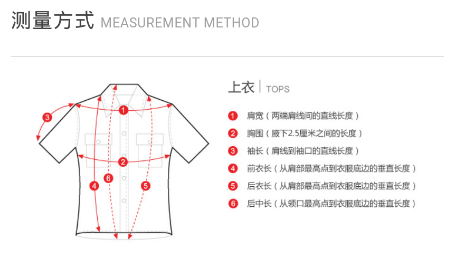 测量方式 MEASUREMENT METHOD
上衣 TOPS
1 肩宽（两端肩线间的直线长度）
2 胸围（腋下2.5厘米之间的长度）
3 袖长（肩线到袖口的直线长度）
4 前衣长（从肩部最高点到衣服底边的垂直长度）
5 后衣长（从肩部最高点到衣服底边的垂直长度）
6 后中长（从领口最高点到衣服底边的垂直长度）
3
1
2
6
4
5